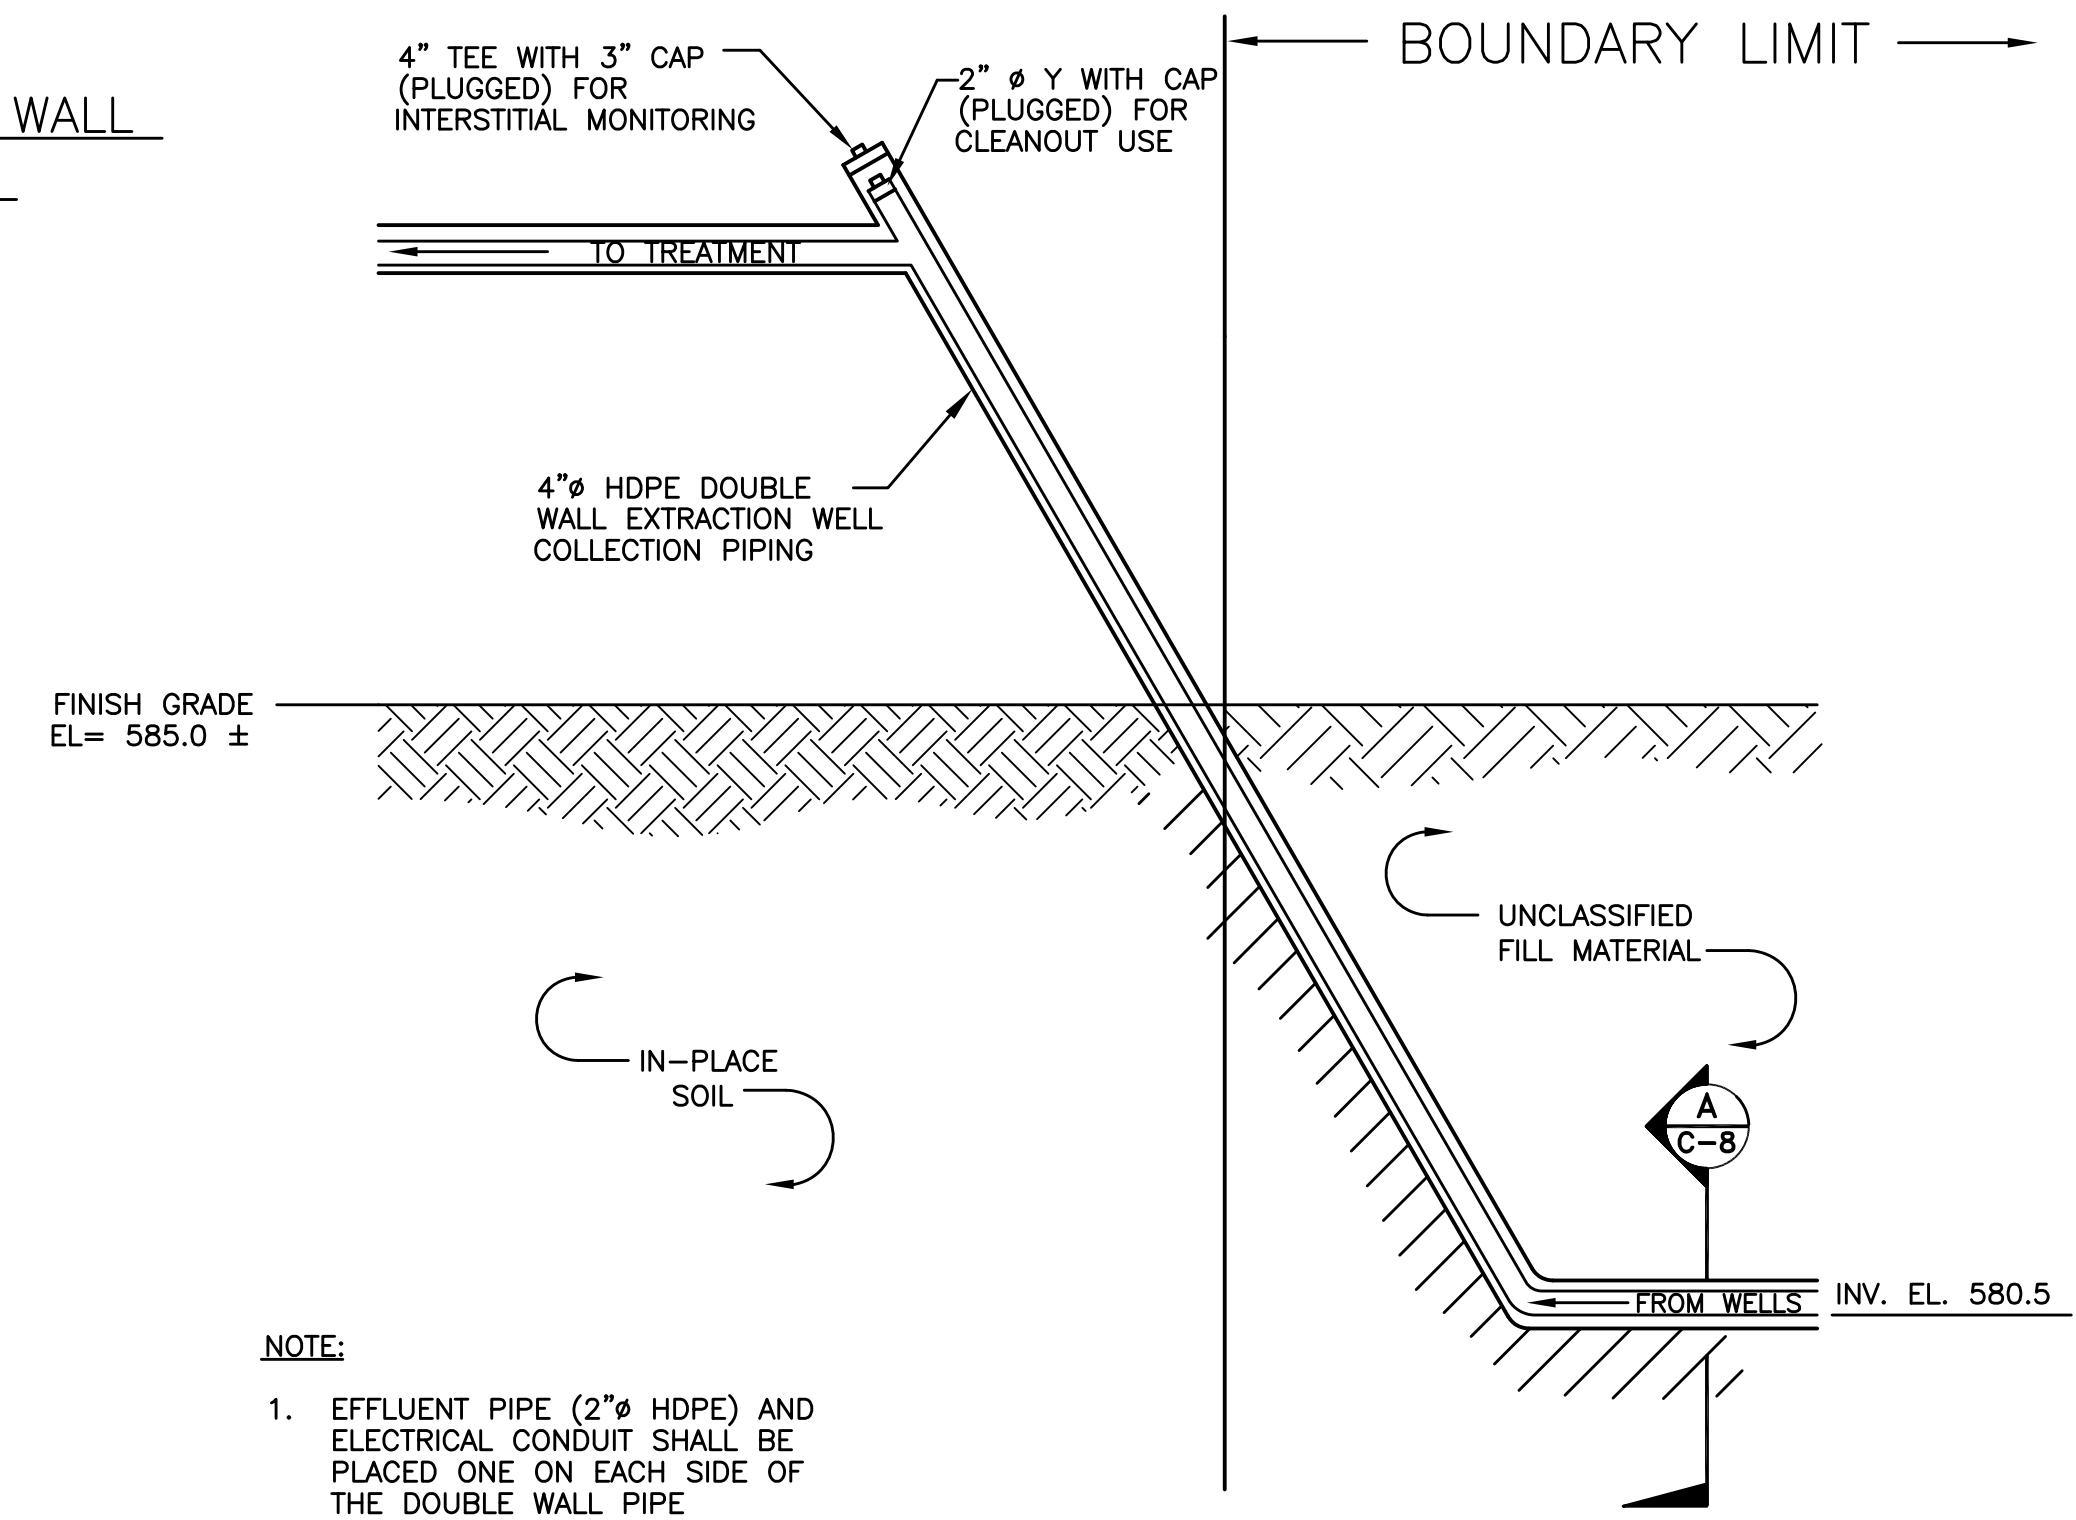 BOUNDARY LIMIT
4" TEE WITH 3" CAP
(PLUGGED) FOR
INTERSTITIAL MONITORING
2" ø Y WITH CAP
(PLUGGED) FOR
CLEANOUT USE
WALL
TO TREATMENT
4"ø HDPE DOUBLE
WALL EXTRACTION WELL
COLLECTION PIPING
FINISH GRADE
EL= 585.0 ±
UNCLASSIFIED
FILL MATERIAL
IN-PLACE
SOIL
A
C-8
FROM WELLS
INV. EL. 580.5
NOTE:
1. EFFLUENT PIPE (2"ø HDPE) AND
ELECTRICAL CONDUIT SHALL BE
PLACED ONE ON EACH SIDE OF
THE DOUBLE WALL PIPE